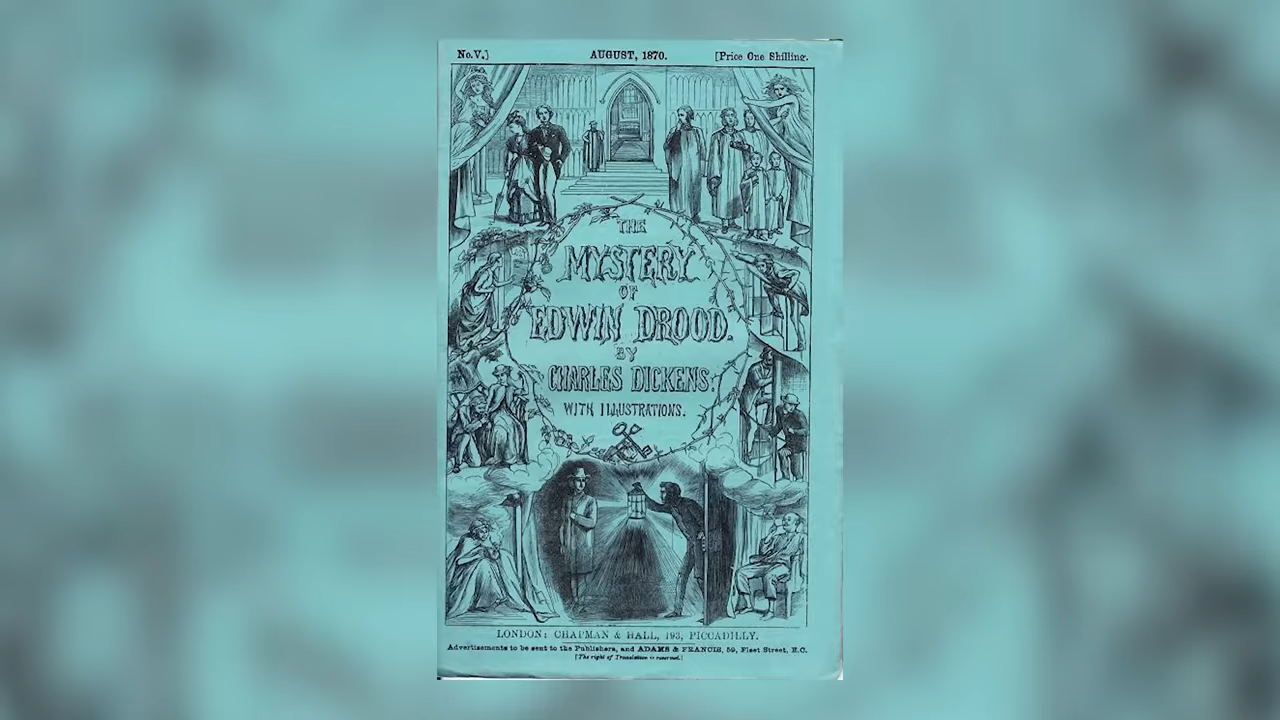 No. V.]
AUGUST, 1870.
[Price One Shilling.
THE
MYSTERY
OF
EDWIN DROOD.
BY
CHARLES DICKENS.
WITH ILLUSTRATIONS.
LONDON: CHAPMAN & HALL, 193, PICCADILLY.
Advertisements to be sent to the Publishers, and ADAMS & FRANCIS, 59, Fleet Street, E.C.
[The right of Translation is reserved.]